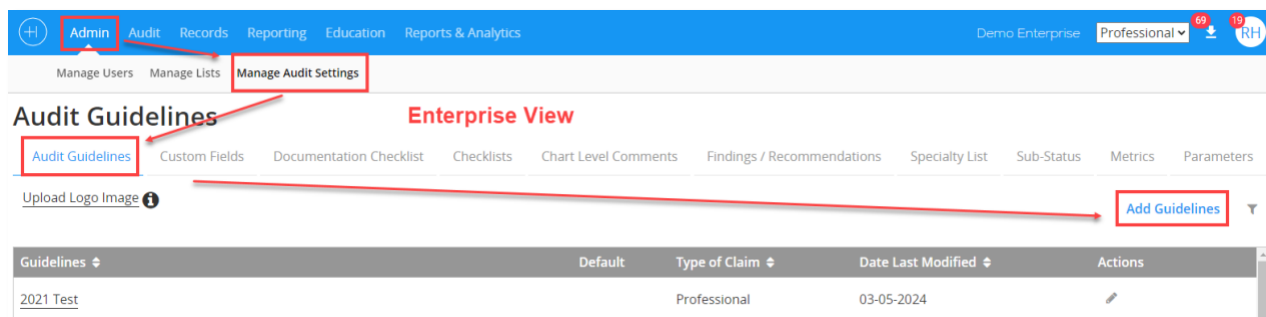 H Admin Audit Records Reporting Education Reports & Analytics Demo Enterprise Professional 69 19 RH
Manage Users Manage Lists Manage Audit Settings
Audit Guidelines Enterprise View
Audit Guidelines Custom Fields Documentation Checklist Checklists Chart Level Comments Findings / Recommendations Specialty List Sub-Status Metrics Parameters
Upload Logo Image i Add Guidelines
Guidelines Default Type of Claim Date Last Modified Actions
2021 Test Professional 03-05-2024